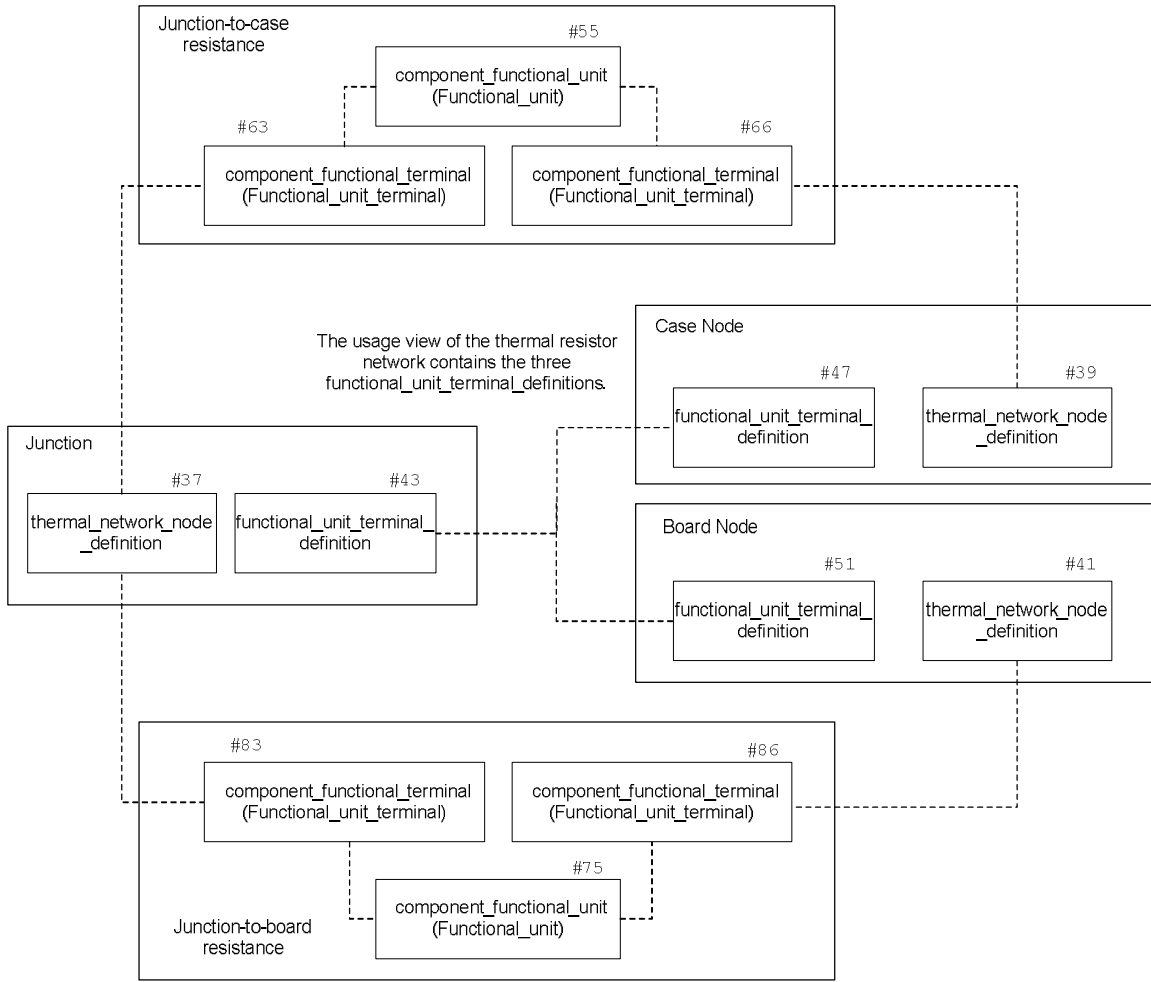 Junction-to-case
resistance
#55
component_functional_unit
(Functional_unit)
#63
component_functional_terminal
(Functional_unit_terminal)
#66
component_functional_terminal
(Functional_unit_terminal)
The usage view of the thermal resistor
network contains the three
functional_unit_terminal_definitions.
Case Node
#47
functional_unit_terminal_
definition
#39
thermal_network_node
_definition
Junction
#37
thermal_network_node
_definition
#43
functional_unit_terminal_
definition
Board Node
#51
functional_unit_terminal_
definition
#41
thermal_network_node
_definition
#83
component_functional_terminal
(Functional_unit_terminal)
#86
component_functional_terminal
(Functional_unit_terminal)
#75
component_functional_unit
(Functional_unit)
Junction-to-board
resistance